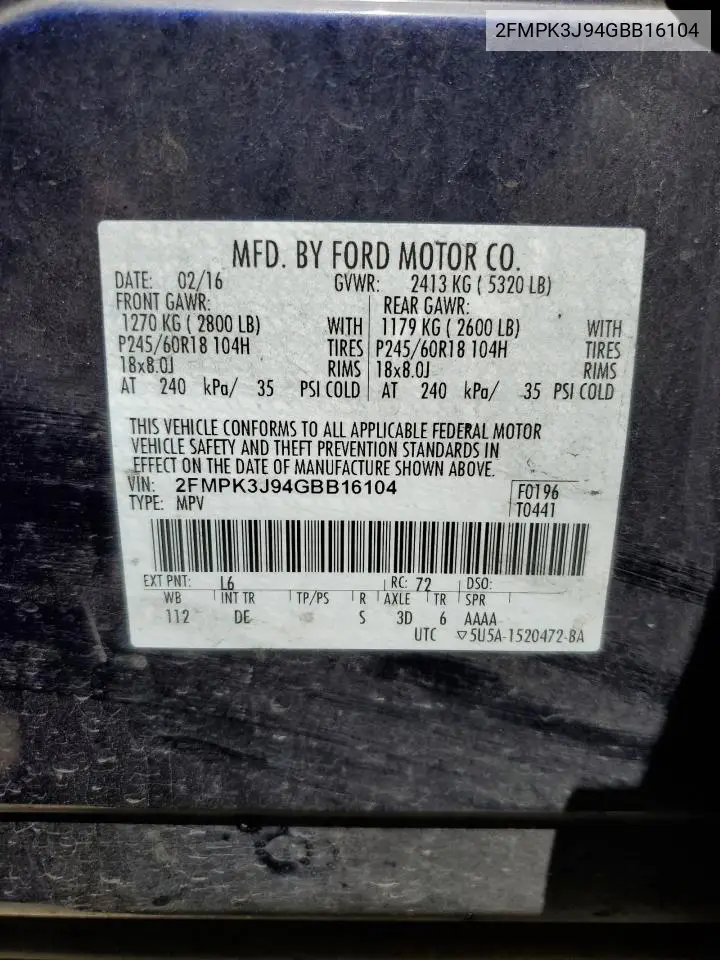 2FMPK3J94GBB16104
MFD. BY FORD MOTOR CO.
DATE: 02/16 GVWR: 2413 KG ( 5320 LB)
FRONT GAWR: REAR GAWR:
1270 KG ( 2800 LB) WITH 1179 KG ( 2600 LB) WITH
P245/60R18 104H TIRES P245/60R18 104H TIRES
18x8.0J RIMS 18x8.0J RIMS
AT 240 kPa/ 35 PSI COLD AT 240 kPa/ 35 PSI COLD
THIS VEHICLE CONFORMS TO ALL APPLICABLE FEDERAL MOTOR
VEHICLE SAFETY AND THEFT PREVENTION STANDARDS IN
EFFECT ON THE DATE OF MANUFACTURE SHOWN ABOVE.
VIN: 2FMPK3J94GBB16104 F0196
TYPE: MPV T0441
EXT PNT: L6 RC: 72 DSO:
WB INT TR TP/PS R AXLE TR SPR
112 DE S 3D 6 AAAA
UTC ▽5U5A-1520472-BA